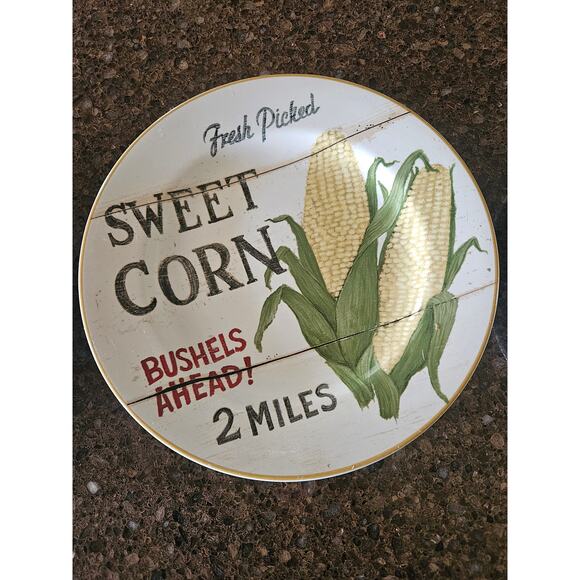 Fresh Picked
SWEET
CORN
BUSHELS
AHEAD!
2 MILES